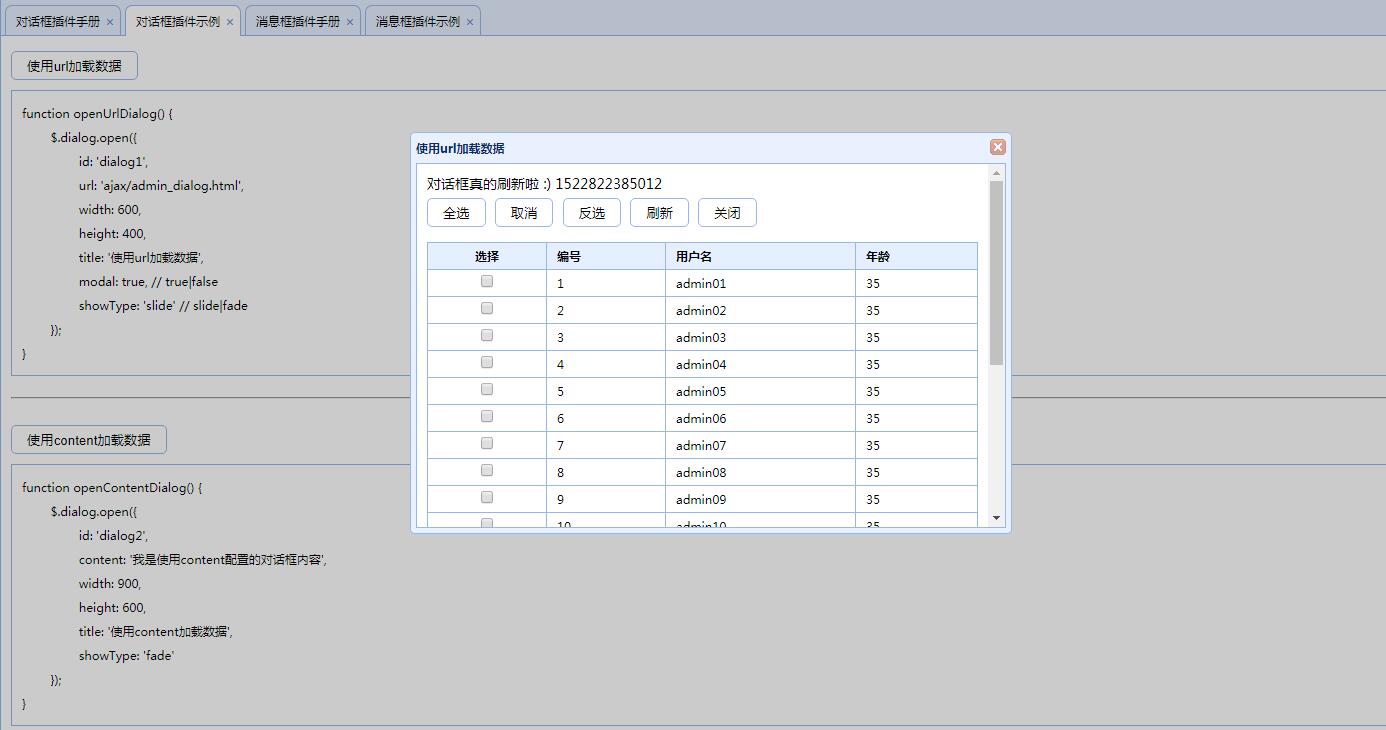 对话框插件手册 × 对话框插件示例 × 消息框插件手册 × 消息框插件示例 ×
使用url加载数据
function openUrlDialog() {
$.dialog.open({
id: 'dialog1',
url: 'ajax/admin_dialog.html',
width: 600,
height: 400,
title: '使用url加载数据',
modal: true, // true|false
showType: 'slide' // slide|fade
});
}
使用content加载数据
function openContentDialog() {
$.dialog.open({
id: 'dialog2',
content: '我是使用content配置的对话框内容',
width: 900,
height: 600,
title: '使用content加载数据',
showType: 'fade'
});
}
使用url加载数据
对话框真的刷新啦 :) 1522822385012
全选 取消 反选 刷新 关闭
选择 编号 用户名 年龄
1 admin01 35
2 admin02 35
3 admin03 35
4 admin04 35
5 admin05 35
6 admin06 35
7 admin07 35
8 admin08 35
9 admin09 35
10 admin10 35